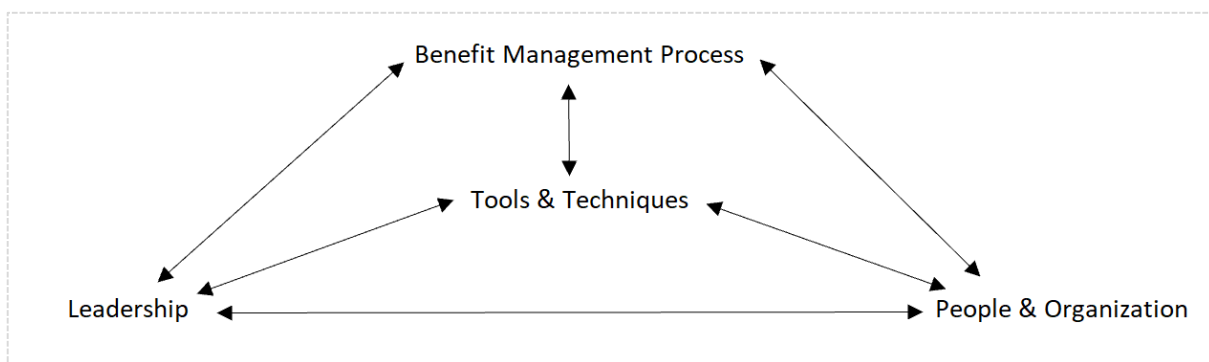 Benefit Management Process
Tools & Techniques
Leadership
People & Organization